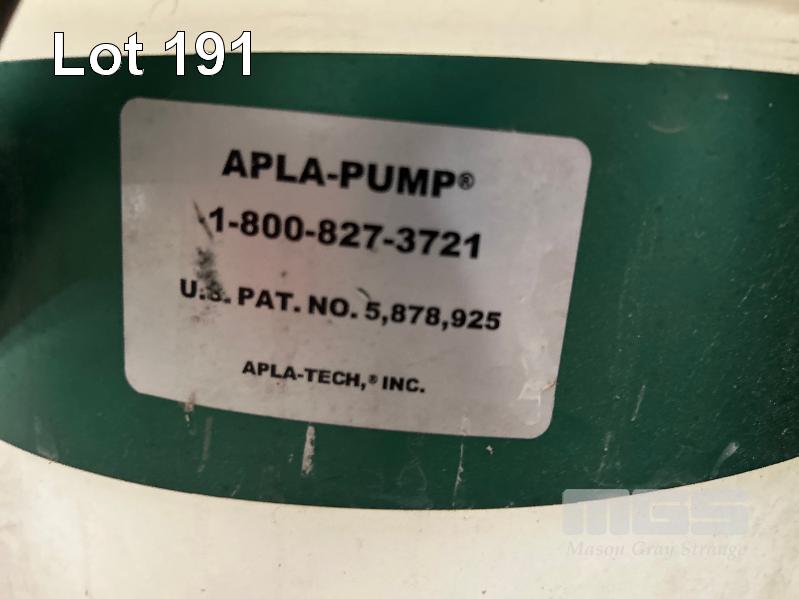 Lot 191
APLA-PUMP®
1-800-827-3721
U.S. PAT. NO. 5,878,925
APLA-TECH,® INC.
MGS
Mason Gray Strange